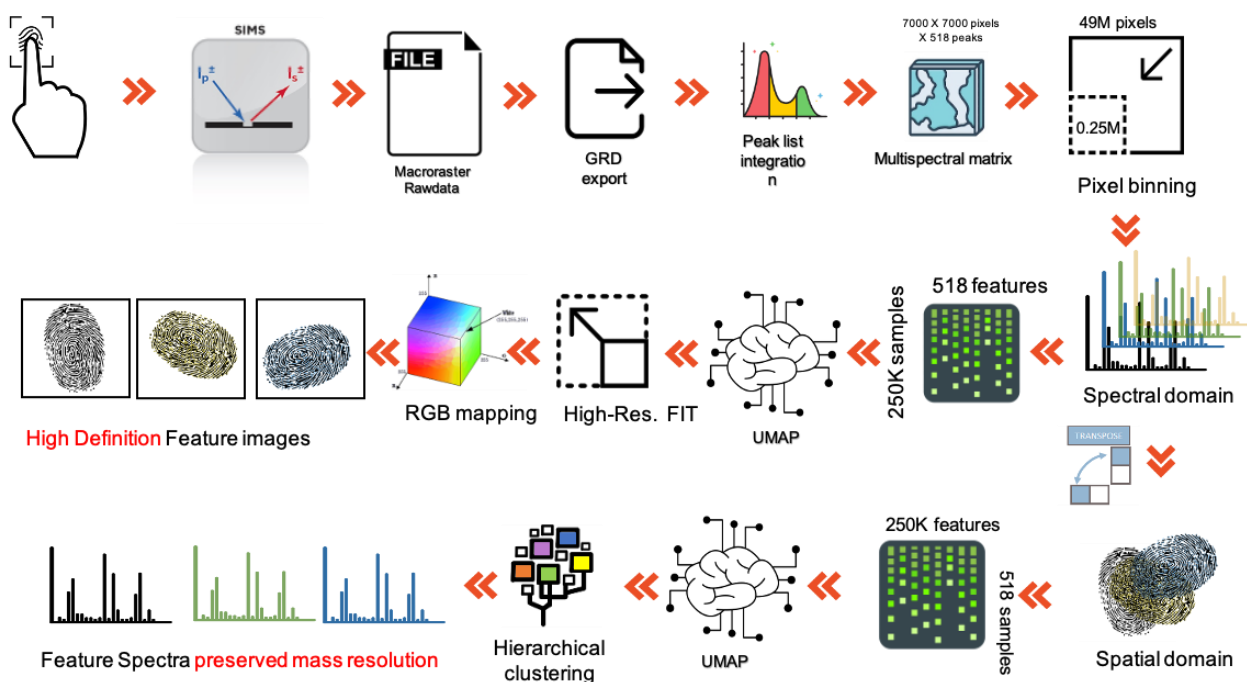 SIMS
Ip±
Is±
FILE
Macroraster
Rawdata
GRD
export
Peak list
integratio
n
7000 X 7000 pixels
X 518 peaks
Multispectral matrix
49M pixels
0.25M
Pixel binning
High Definition Feature images
RGB mapping
High-Res. FIT
UMAP
250K samples
518 features
Spectral domain
TRANSPOSE
Feature Spectra preserved mass resolution
Hierarchical
clustering
UMAP
250K features
518 samples
Spatial domain